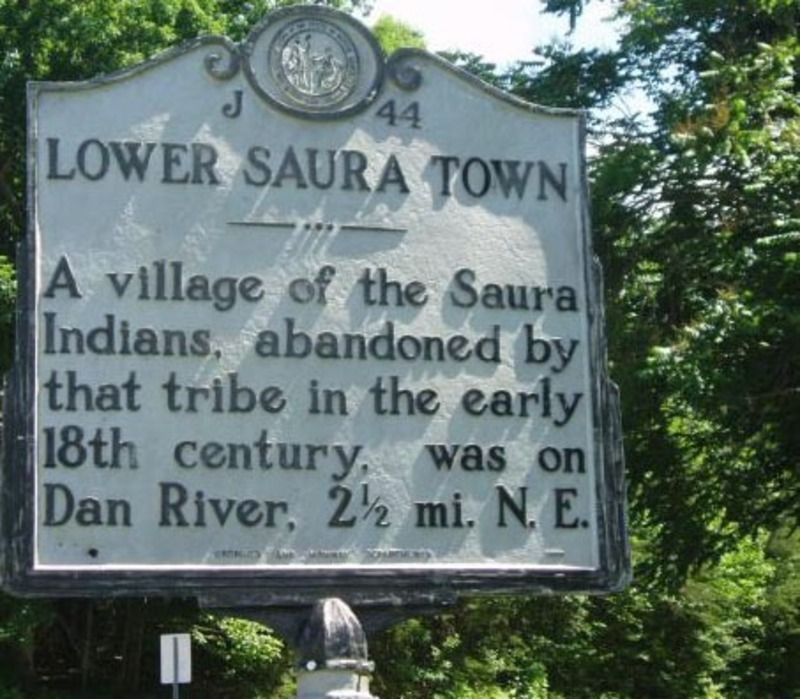 J 44
LOWER SAURA TOWN
A village of the Saura
Indians, abandoned by
that tribe in the early
18th century, was on
Dan River, 2½ mi. N. E.